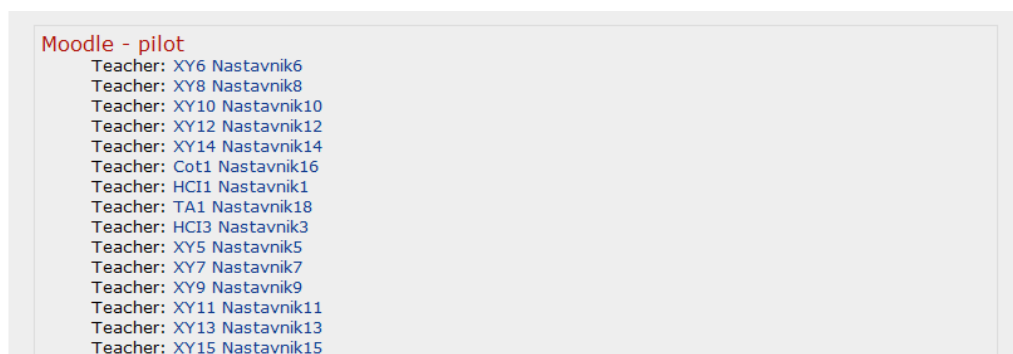 Moodle - pilot
Teacher: XY6 Nastavnik6
Teacher: XY8 Nastavnik8
Teacher: XY10 Nastavnik10
Teacher: XY12 Nastavnik12
Teacher: XY14 Nastavnik14
Teacher: Cot1 Nastavnik16
Teacher: HCI1 Nastavnik1
Teacher: TA1 Nastavnik18
Teacher: HCI3 Nastavnik3
Teacher: XY5 Nastavnik5
Teacher: XY7 Nastavnik7
Teacher: XY9 Nastavnik9
Teacher: XY11 Nastavnik11
Teacher: XY13 Nastavnik13
Teacher: XY15 Nastavnik15